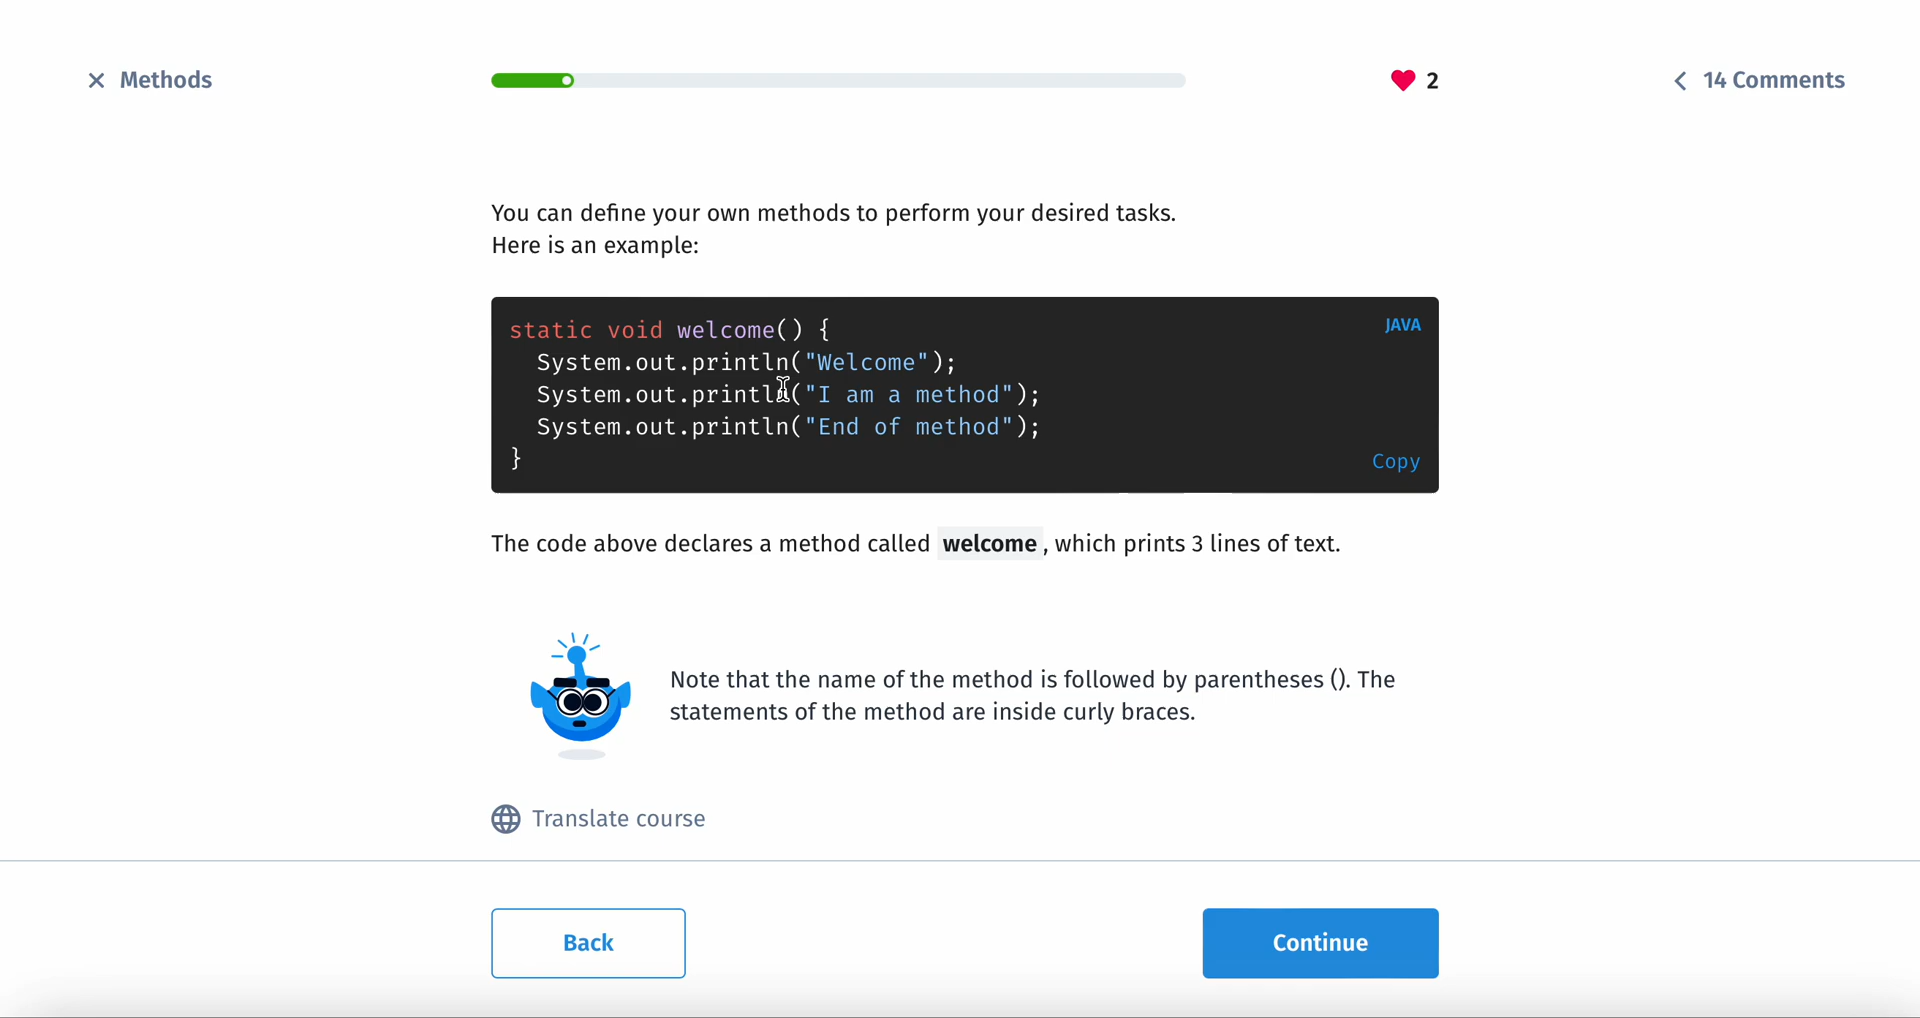 Methods
2
14 Comments
You can define your own methods to perform your desired tasks.
Here is an example:
static void welcome() {
JAVA
System.out.println("Welcome");
System.out.println("I am a method");
System.out.println("End of method");
}
Copy
The code above declares a method called welcome, which prints 3 lines of text.
Note that the name of the method is followed by parentheses (). The
statements of the method are inside curly braces.
Translate course
Back
Continue